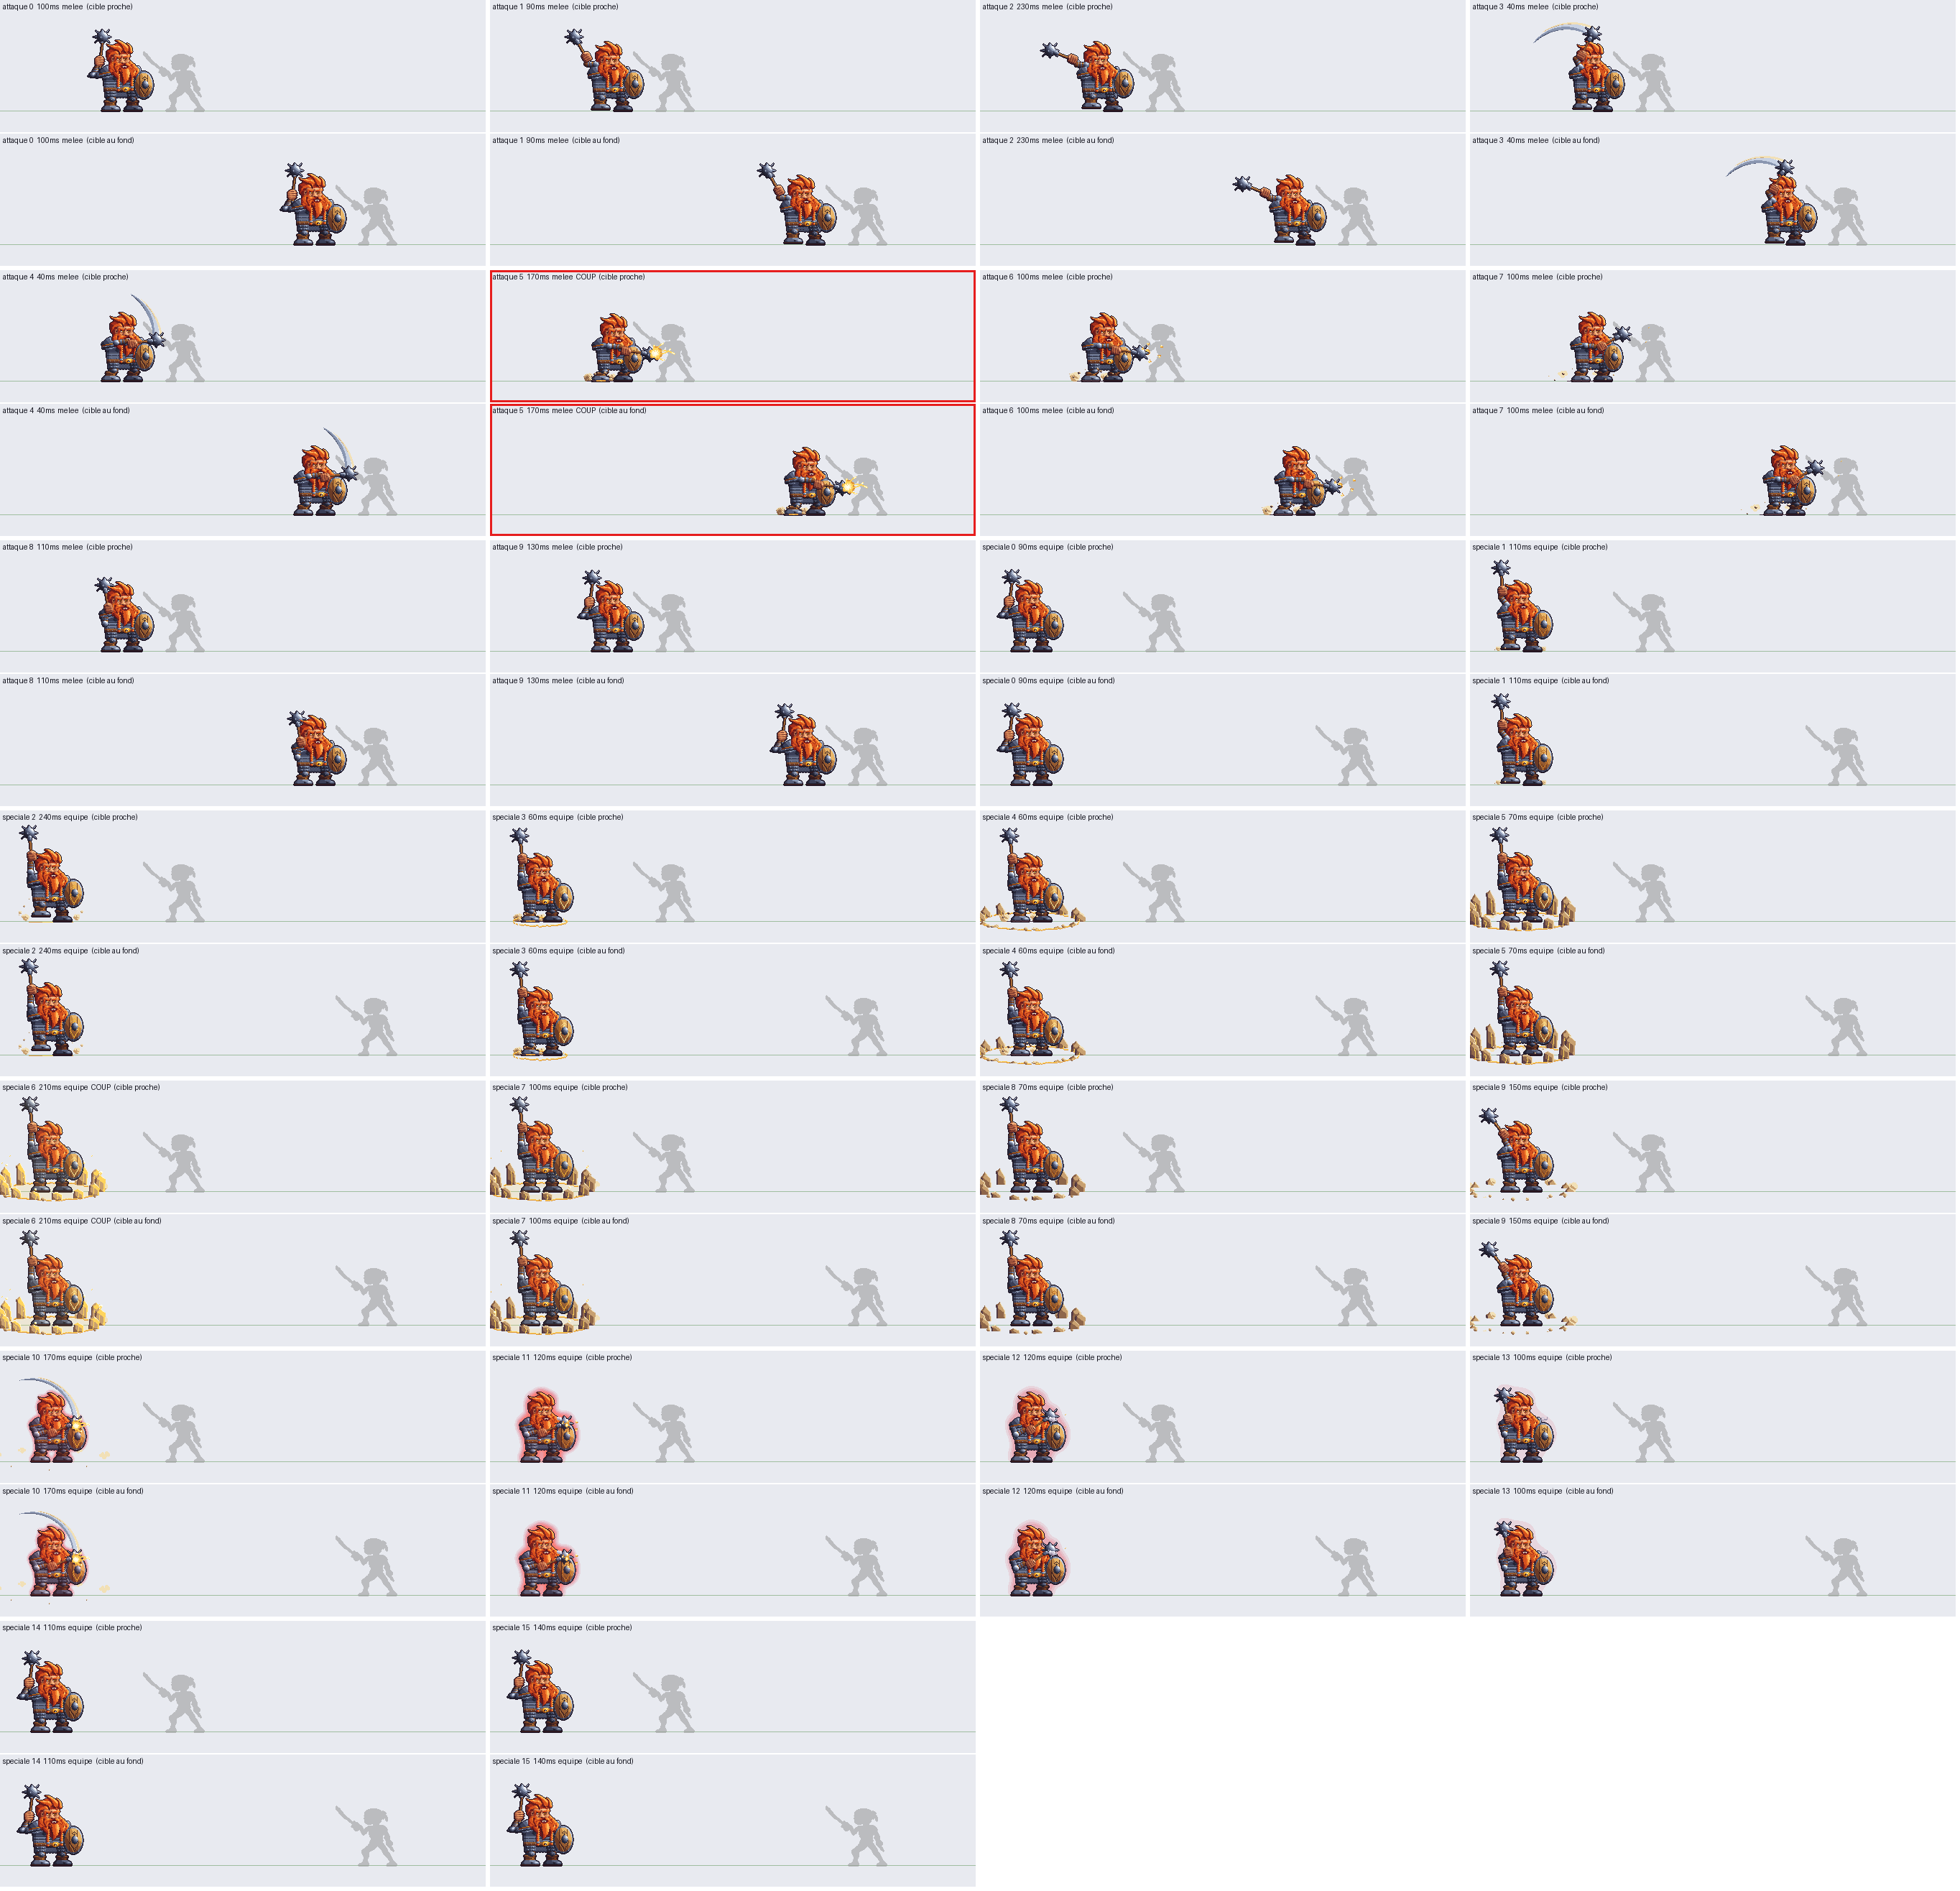 attaque 0 100ms melee (cible proche)
attaque 1 90ms melee (cible proche)
attaque 2 230ms melee (cible proche)
attaque 3 40ms melee (cible proche)
attaque 0 100ms melee (cible au fond)
attaque 1 90ms melee (cible au fond)
attaque 2 230ms melee (cible au fond)
attaque 3 40ms melee (cible au fond)
attaque 4 40ms melee (cible proche)
attaque 5 170ms melee COUP (cible proche)
attaque 6 100ms melee (cible proche)
attaque 7 100ms melee (cible proche)
attaque 4 40ms melee (cible au fond)
attaque 5 170ms melee COUP (cible au fond)
attaque 6 100ms melee (cible au fond)
attaque 7 100ms melee (cible au fond)
attaque 8 110ms melee (cible proche)
attaque 9 130ms melee (cible proche)
speciale 0 90ms equipe (cible proche)
speciale 1 110ms equipe (cible proche)
attaque 8 110ms melee (cible au fond)
attaque 9 130ms melee (cible au fond)
speciale 0 90ms equipe (cible au fond)
speciale 1 110ms equipe (cible au fond)
speciale 2 240ms equipe (cible proche)
speciale 3 60ms equipe (cible proche)
speciale 4 60ms equipe (cible proche)
speciale 5 70ms equipe (cible proche)
speciale 2 240ms equipe (cible au fond)
speciale 3 60ms equipe (cible au fond)
speciale 4 60ms equipe (cible au fond)
speciale 5 70ms equipe (cible au fond)
speciale 6 210ms equipe COUP (cible proche)
speciale 7 100ms equipe (cible proche)
speciale 8 70ms equipe (cible proche)
speciale 9 150ms equipe (cible proche)
speciale 6 210ms equipe COUP (cible au fond)
speciale 7 100ms equipe (cible au fond)
speciale 8 70ms equipe (cible au fond)
speciale 9 150ms equipe (cible au fond)
speciale 10 170ms equipe (cible proche)
speciale 11 120ms equipe (cible proche)
speciale 12 120ms equipe (cible proche)
speciale 13 100ms equipe (cible proche)
speciale 10 170ms equipe (cible au fond)
speciale 11 120ms equipe (cible au fond)
speciale 12 120ms equipe (cible au fond)
speciale 13 100ms equipe (cible au fond)
speciale 14 110ms equipe (cible proche)
speciale 15 140ms equipe (cible proche)
speciale 14 110ms equipe (cible au fond)
speciale 15 140ms equipe (cible au fond)